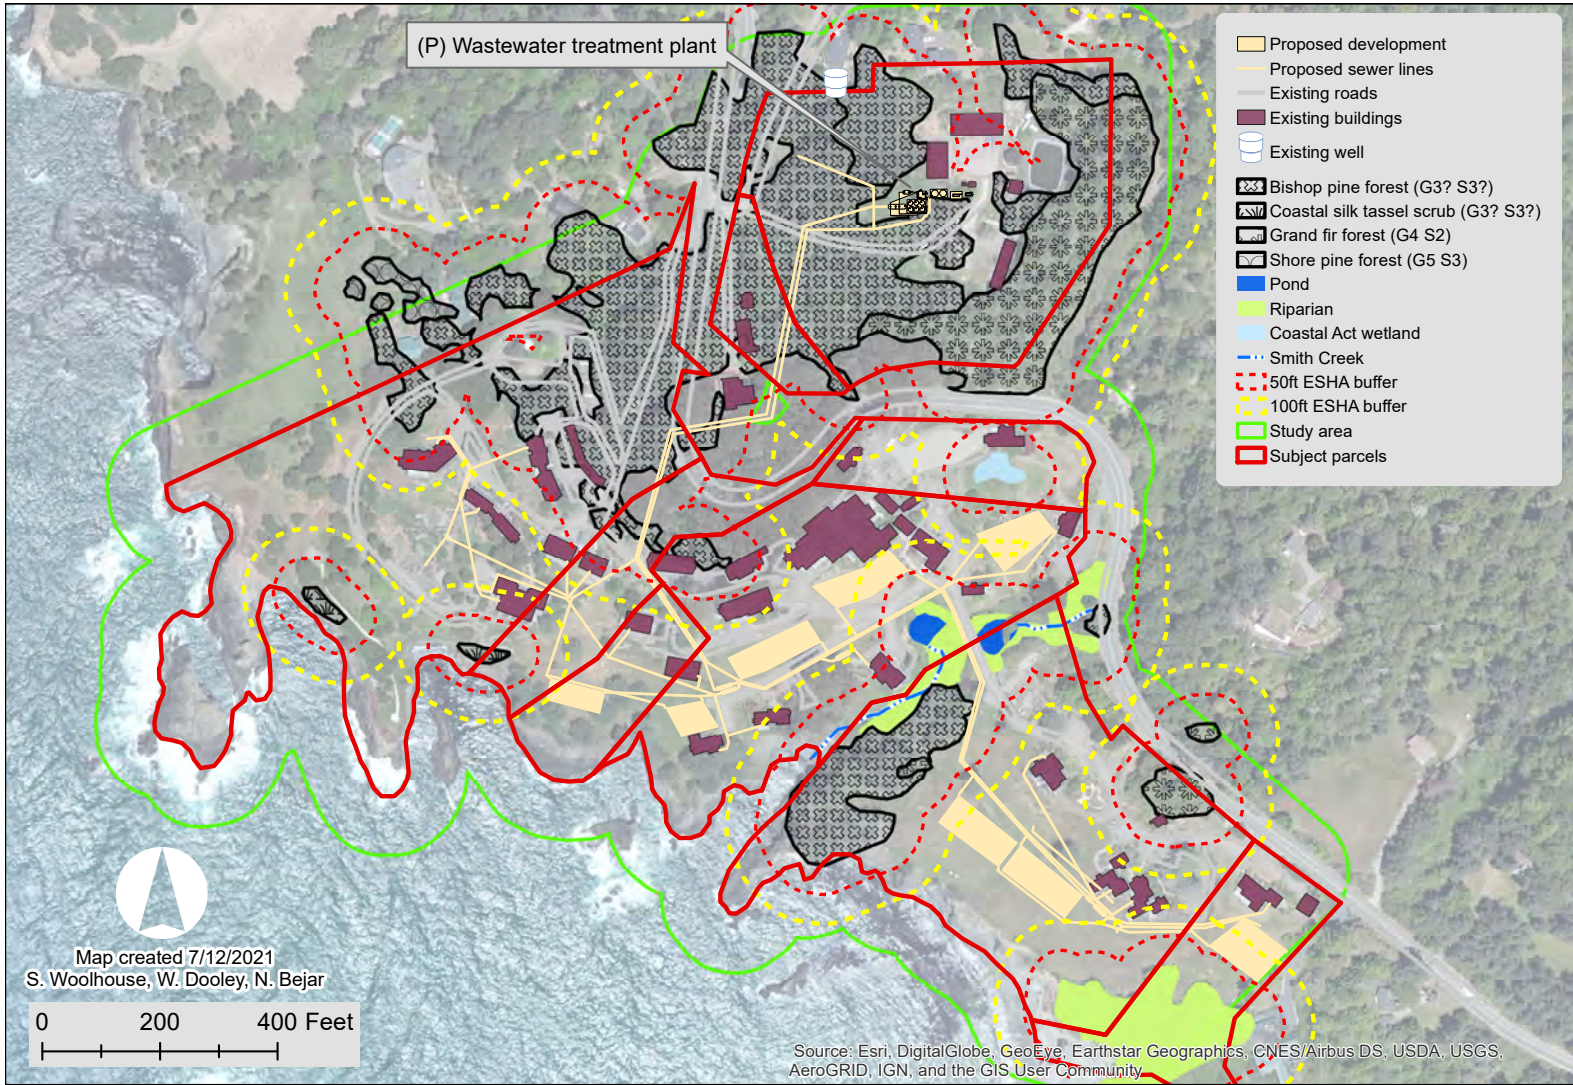 (P) Wastewater treatment plant
Proposed development
Proposed sewer lines
Existing roads
Existing buildings
Existing well
Bishop pine forest (G3? S3?)
Coastal silk tassel scrub (G3? S3?)
Grand fir forest (G4 S2)
Shore pine forest (G5 S3)
Pond
Riparian
Coastal Act wetland
Smith Creek
50ft ESHA buffer
100ft ESHA buffer
Study area
Subject parcels
Map created 7/12/2021
S. Woolhouse, W. Dooley, N. Bejar
0 200 400 Feet
Source: Esri, DigitalGlobe, GeoEye, Earthstar Geographics, CNES/Airbus DS, USDA, USGS,
AeroGRID, IGN, and the GIS User Community